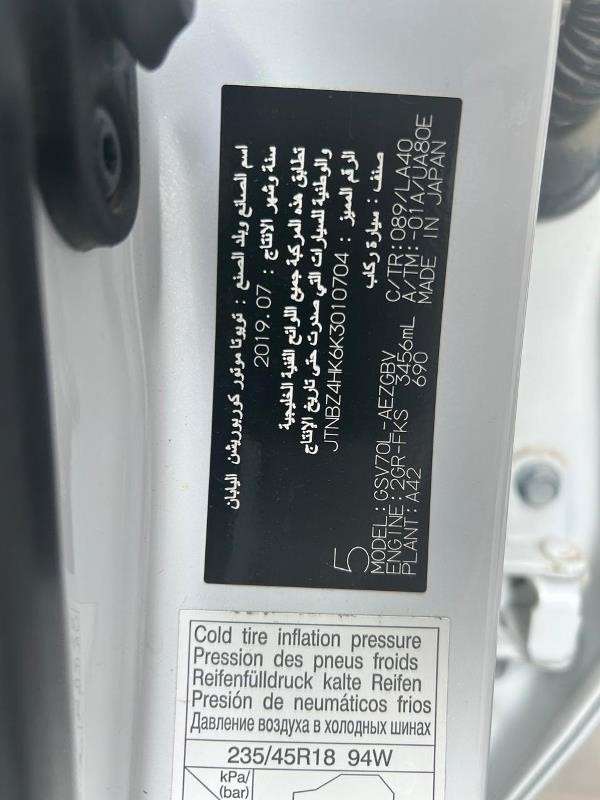 اسم الصانع وبلد الصنع : تويوتا موتور كوربوريشن اليابان
سنة وشهر الانتاج : 2019.07
تطابق هذه المركبة جميع اللوائح الفنية الخليجية
والوطنية للسيارات التي صدرت حتى تاريخ الإنتاج
الرقم المميز : JTNBZ4HK6K3010704
صنف : سيارة ركاب
5
MODEL:GSV70L-AEZGBV C/TR:089/LA40
ENGINE:2GR-FKS 3456mL A/TM:-01A/UA80E
PLANT:A42 690 MADE IN JAPAN
Cold tire inflation pressure
Pression des pneus froids
Reifenfülldruck kalte Reifen
Presión de neumáticos frios
Давление воздуха в холодных шинах
235/45R18 94W
kPa/
(bar)